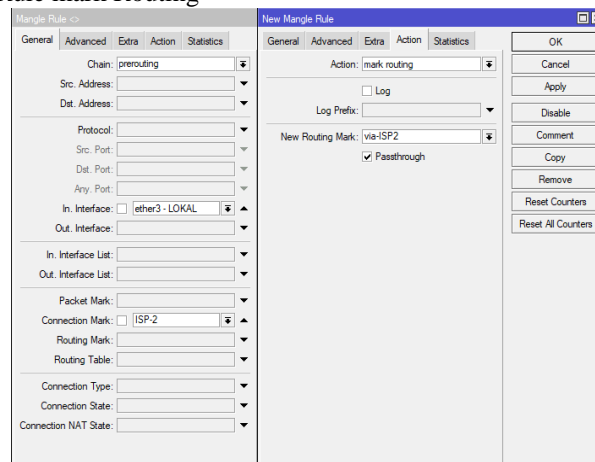 Mangle Rule <>
General Advanced Extra Action Statistics
Chain: prerouting
Src. Address:
Dst. Address:
Protocol:
Src. Port:
Dst. Port:
Any. Port:
In. Interface: ether3 - LOKAL
Out. Interface:
In. Interface List:
Out. Interface List:
Packet Mark:
Connection Mark: ISP-2
Routing Mark:
Routing Table:
Connection Type:
Connection State:
Connection NAT State:
New Mangle Rule
General Advanced Extra Action Statistics
Action: mark routing
Log
Log Prefix:
New Routing Mark: via-ISP2
Passthrough
OK
Cancel
Apply
Disable
Comment
Copy
Remove
Reset Counters
Reset All Counters